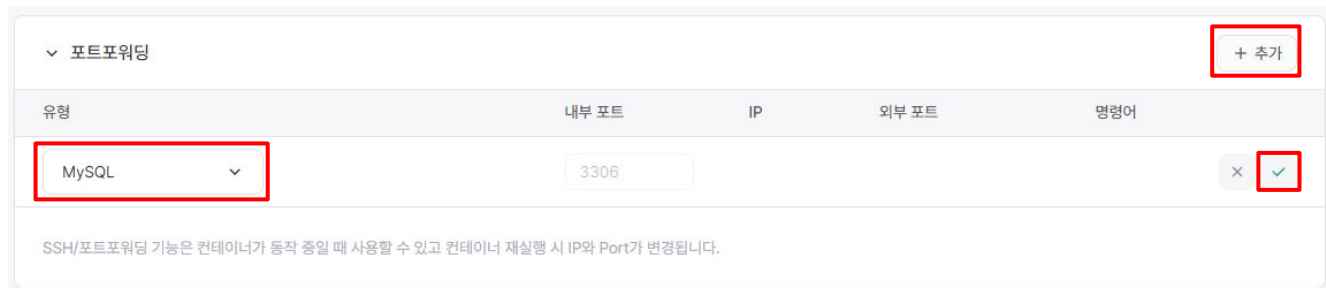 포트포워딩
+ 추가
유형 내부 포트 IP 외부 포트 명령어
MySQL 3306
SSH/포트포워딩 기능은 컨테이너가 동작 중일 때 사용할 수 있고 컨테이너 재실행 시 IP와 Port가 변경됩니다.